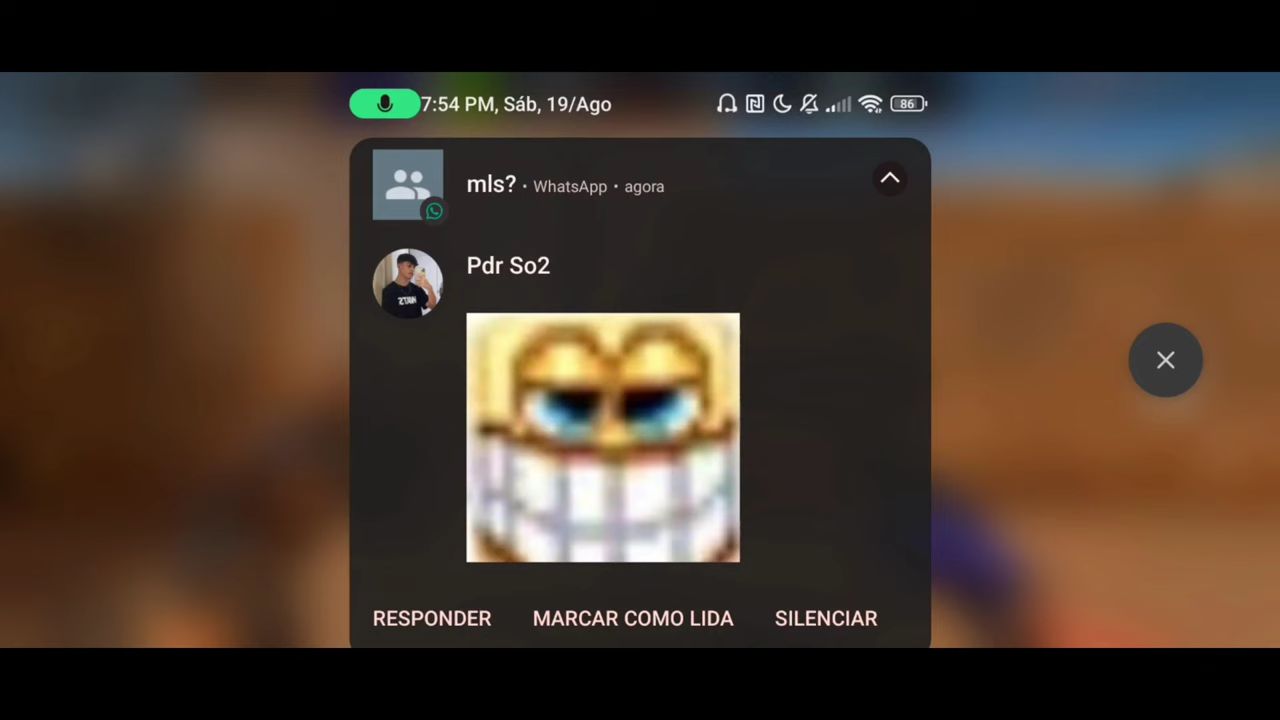 7:54 PM, Sáb, 19/Ago
86
mls? • WhatsApp • agora
Pdr So2
RESPONDER MARCAR COMO LIDA SILENCIAR